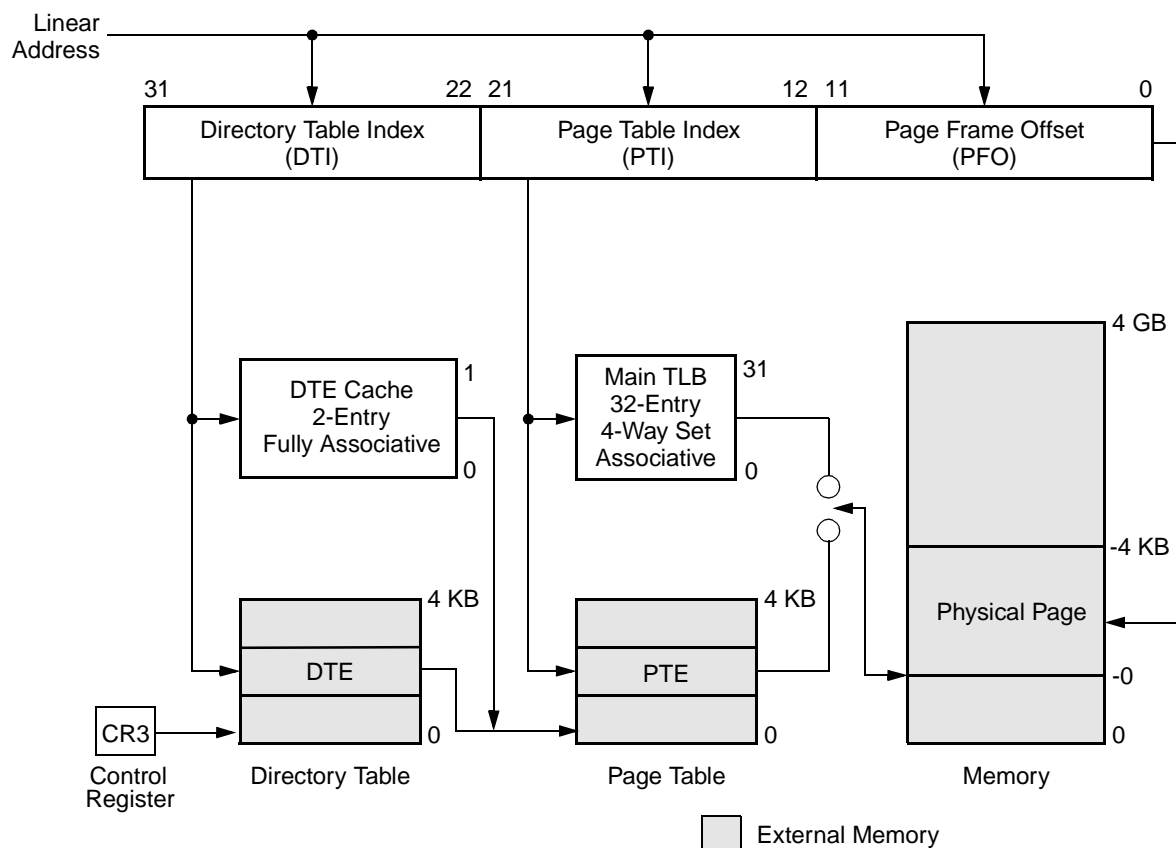 Linear
Address
31
22
21
12
11
0
Directory Table Index
(DTI)
Page Table Index
(PTI)
Page Frame Offset
(PFO)
4 GB
DTE Cache
2-Entry
Fully Associative
1
0
Main TLB
32-Entry
4-Way Set
Associative
31
0
-4 KB
4 KB
DTE
0
4 KB
PTE
0
Physical Page
-0
0
CR3
Control
Register
Directory Table
Page Table
Memory
External Memory